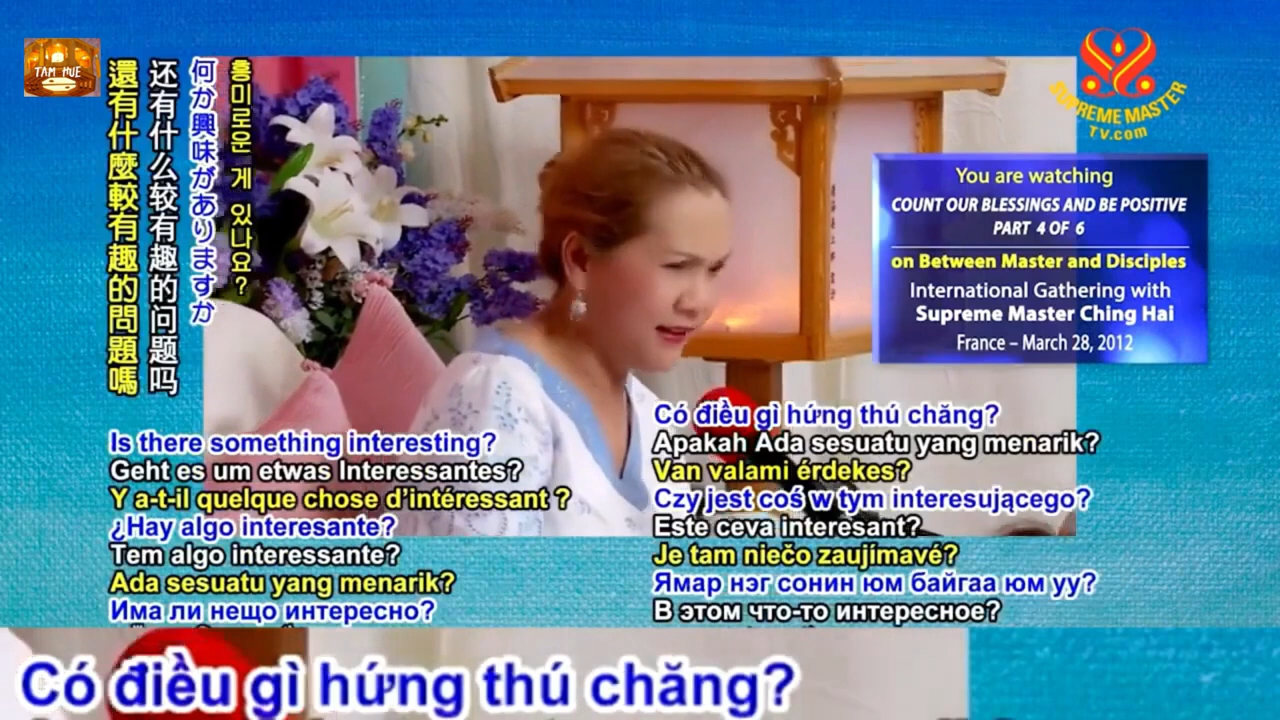 TAM HUE
還有什麼較有趣的問題嗎
还有什么较有趣的问题吗
何か興味がありますか
흥미로운 게 있나요?
SUPREME MASTER
TV.com
You are watching
COUNT OUR BLESSINGS AND BE POSITIVE
PART 4 OF 6
on Between Master and Disciples
International Gathering with
Supreme Master Ching Hai
France – March 28, 2012
Is there something interesting?
Geht es um etwas Interessantes?
Y a-t-il quelque chose d’intéressant ?
¿Hay algo interesante?
Tem algo interessante?
Ada sesuatu yang menarik?
Има ли нещо интересно?
Có điều gì hứng thú chăng?
Apakah Ada sesuatu yang menarik?
Van valami érdekes?
Czy jest coś w tym interesującego?
Este ceva interesant?
Je tam niečo zaujímavé?
Ямар нэг сонин юм байгаа юм уу?
В этом что-то интересное?
Có điều gì hứng thú chăng?